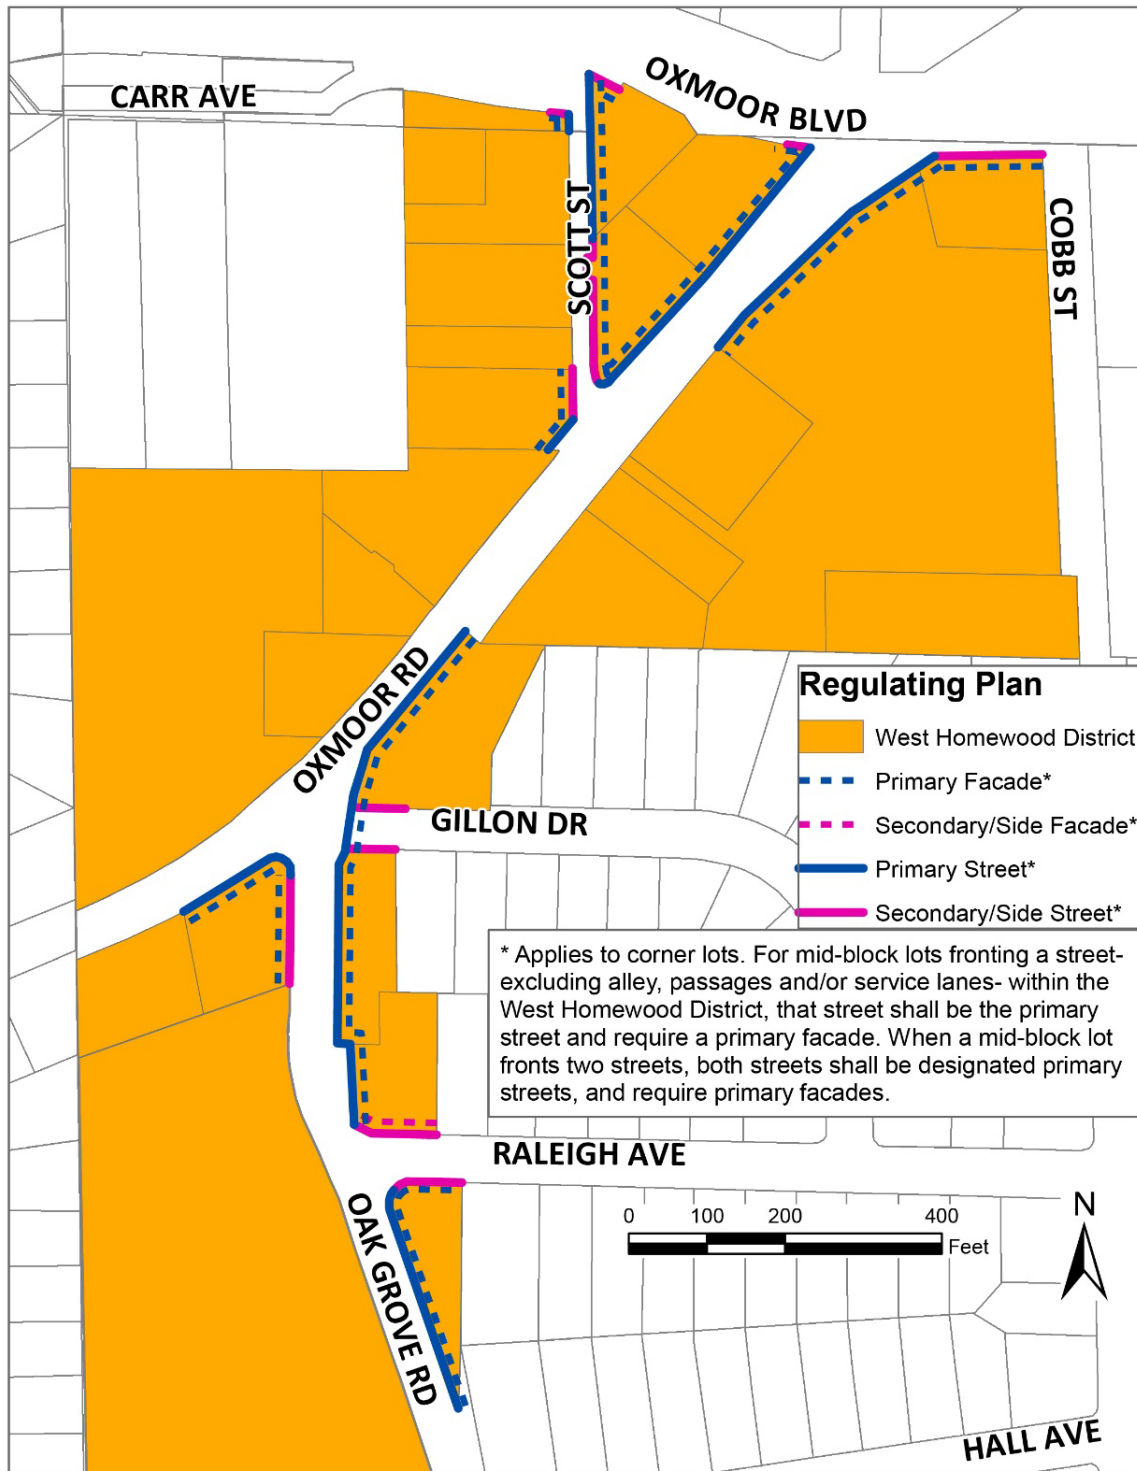 CARR AVE
OXMOOR BLVD
SCOTT ST
COBB ST
OXMOOR RD
Regulating Plan
West Homewood District
Primary Facade*
Secondary/Side Facade*
Primary Street*
Secondary/Side Street*
GILLON DR
* Applies to corner lots. For mid-block lots fronting a street-
excluding alley, passages and/or service lanes- within the
West Homewood District, that street shall be the primary
street and require a primary facade. When a mid-block lot
fronts two streets, both streets shall be designated primary
streets, and require primary facades.
RALEIGH AVE
OAK GROVE RD
0 100 200 400
Feet
N
HALL AVE